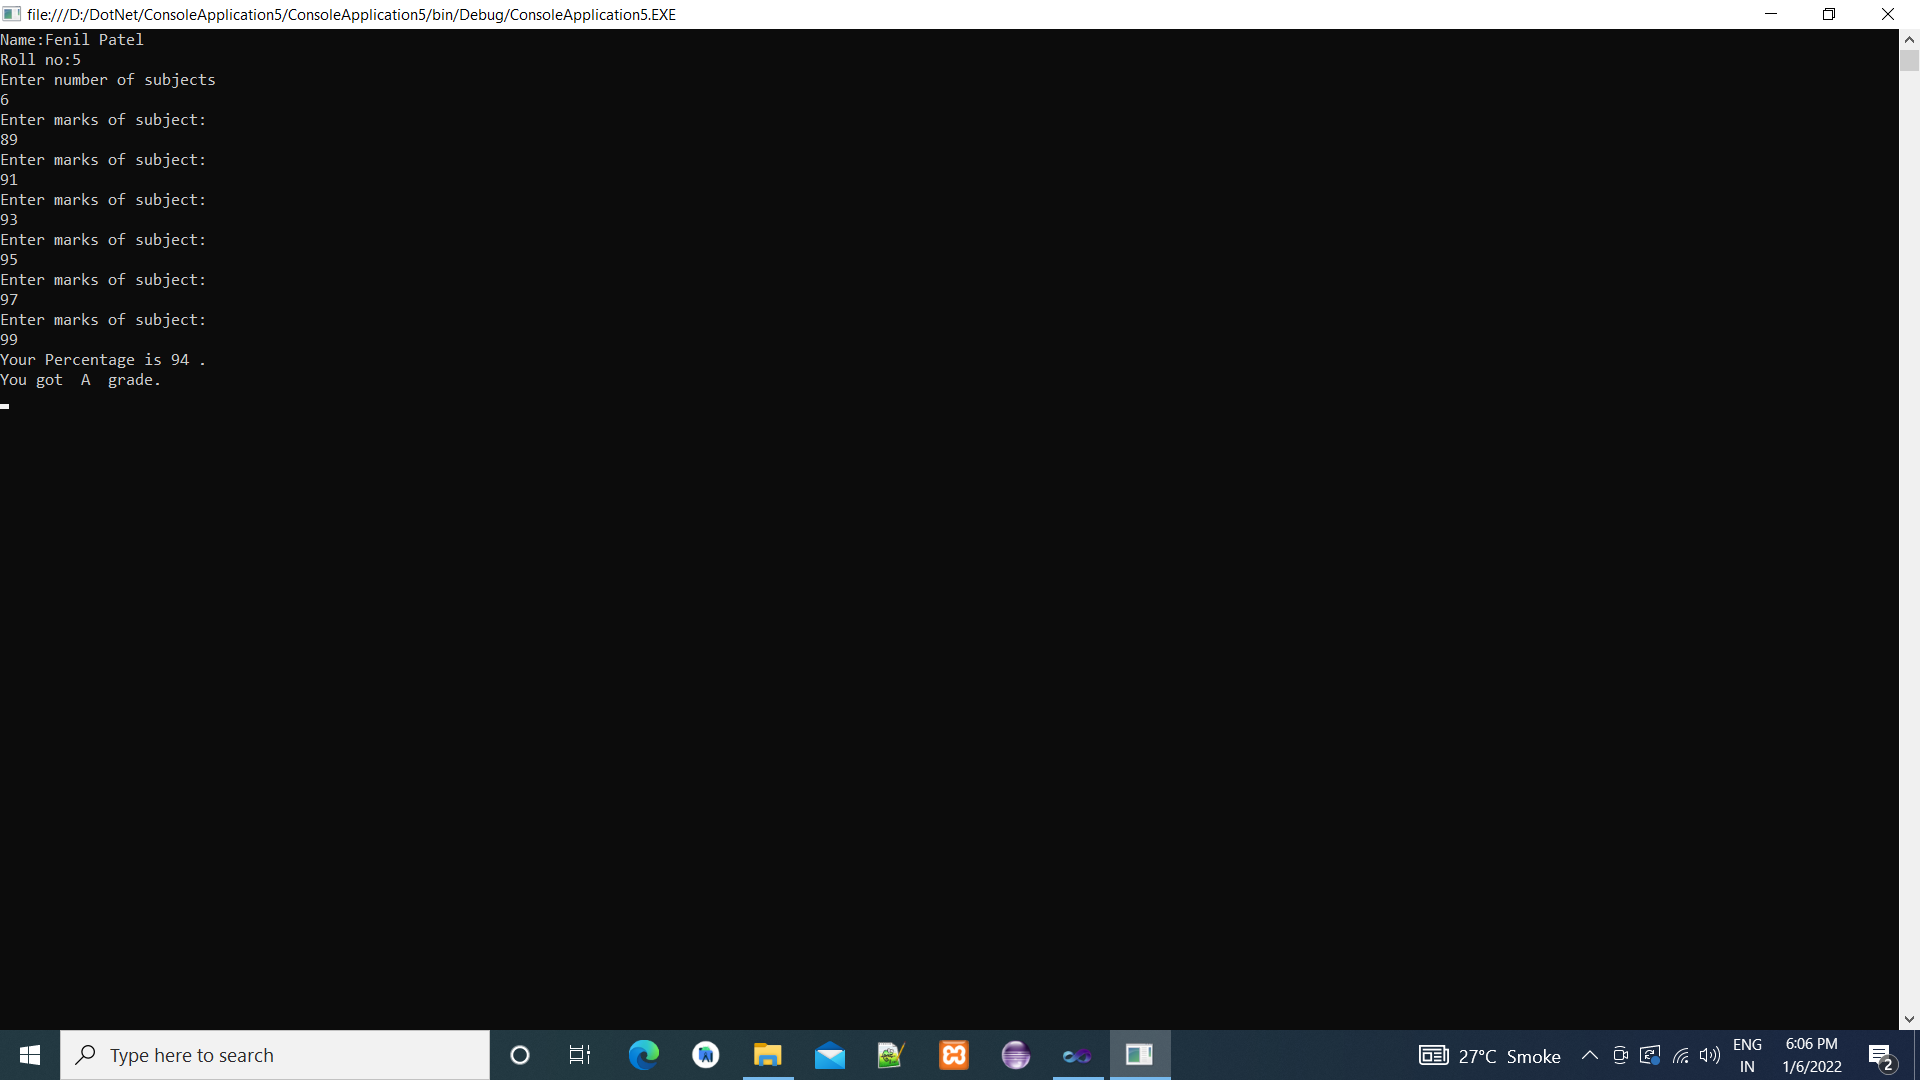 file:///D:/DotNet/ConsoleApplication5/ConsoleApplication5/bin/Debug/ConsoleApplication5.EXE
Name:Fenil Patel
Roll no:5
Enter number of subjects
6
Enter marks of subject:
89
Enter marks of subject:
91
Enter marks of subject:
93
Enter marks of subject:
95
Enter marks of subject:
97
Enter marks of subject:
99
Your Percentage is 94 .
You got  A  grade.
Type here to search
27°C Smoke
ENG
IN
6:06 PM
1/6/2022
2